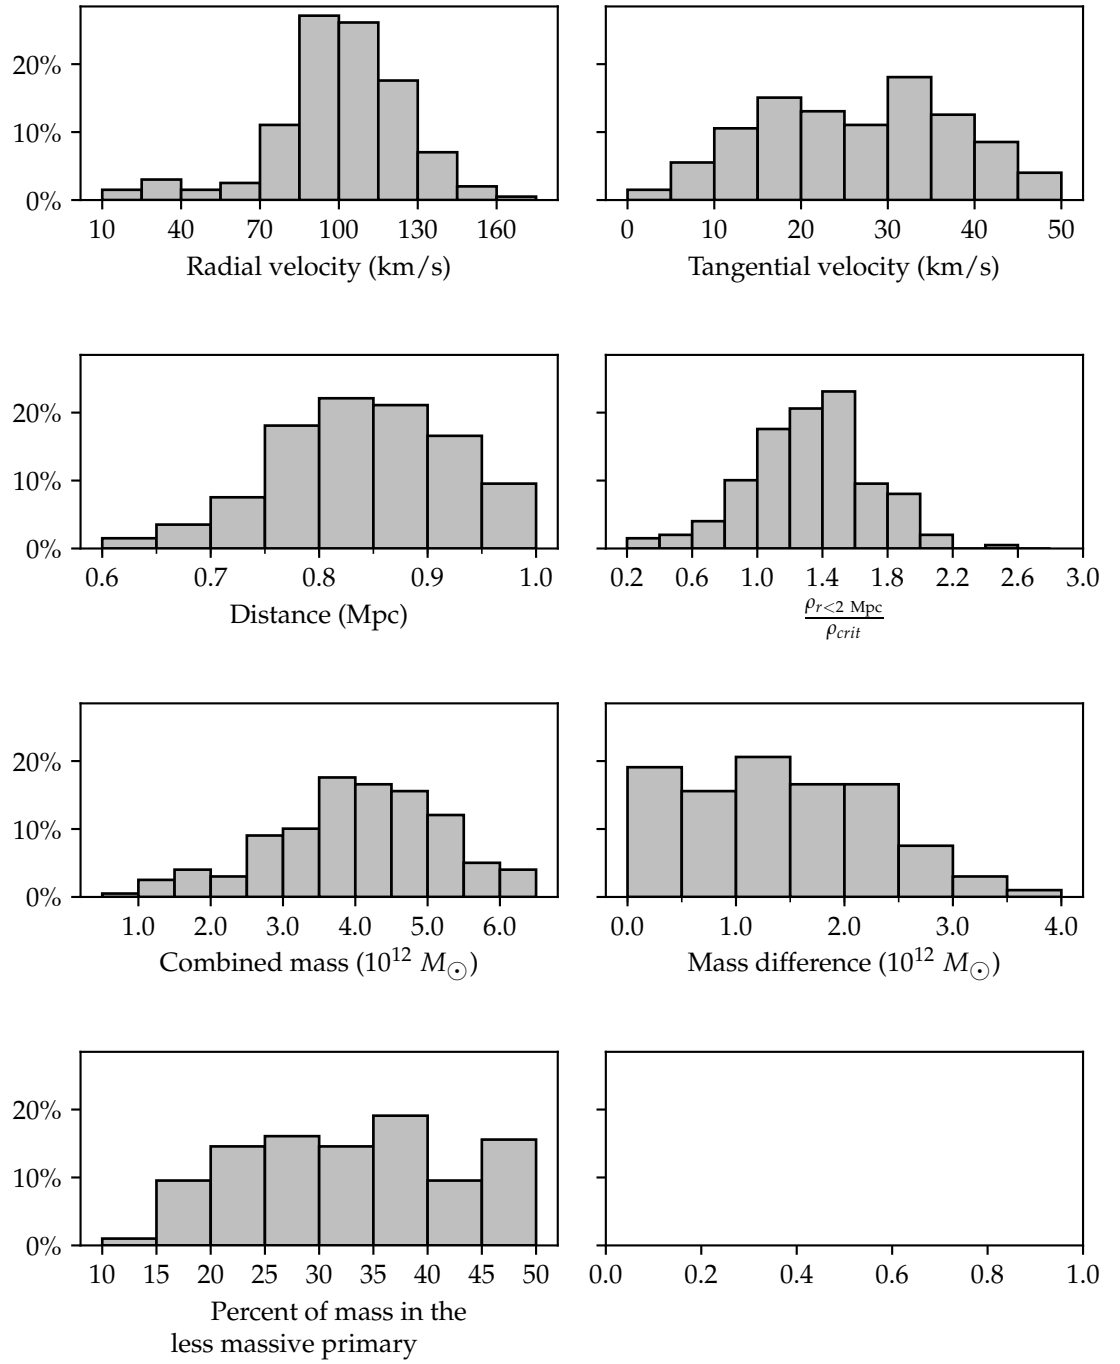 20%
10%
0%
10 40 70 100 130 160
Radial velocity (km/s)
0 10 20 30 40 50
Tangential velocity (km/s)
20%
10%
0%
0.6 0.7 0.8 0.9 1.0
Distance (Mpc)
0.2 0.6 1.0 1.4 1.8 2.2 2.6 3.0
ρr<2 Mpc
ρcrit
20%
10%
0%
1.0 2.0 3.0 4.0 5.0 6.0
Combined mass (10¹² M☉)
0.0 1.0 2.0 3.0 4.0
Mass difference (10¹² M☉)
20%
10%
0%
10 15 20 25 30 35 40 45 50
Percent of mass in the
less massive primary
0.0 0.2 0.4 0.6 0.8 1.0